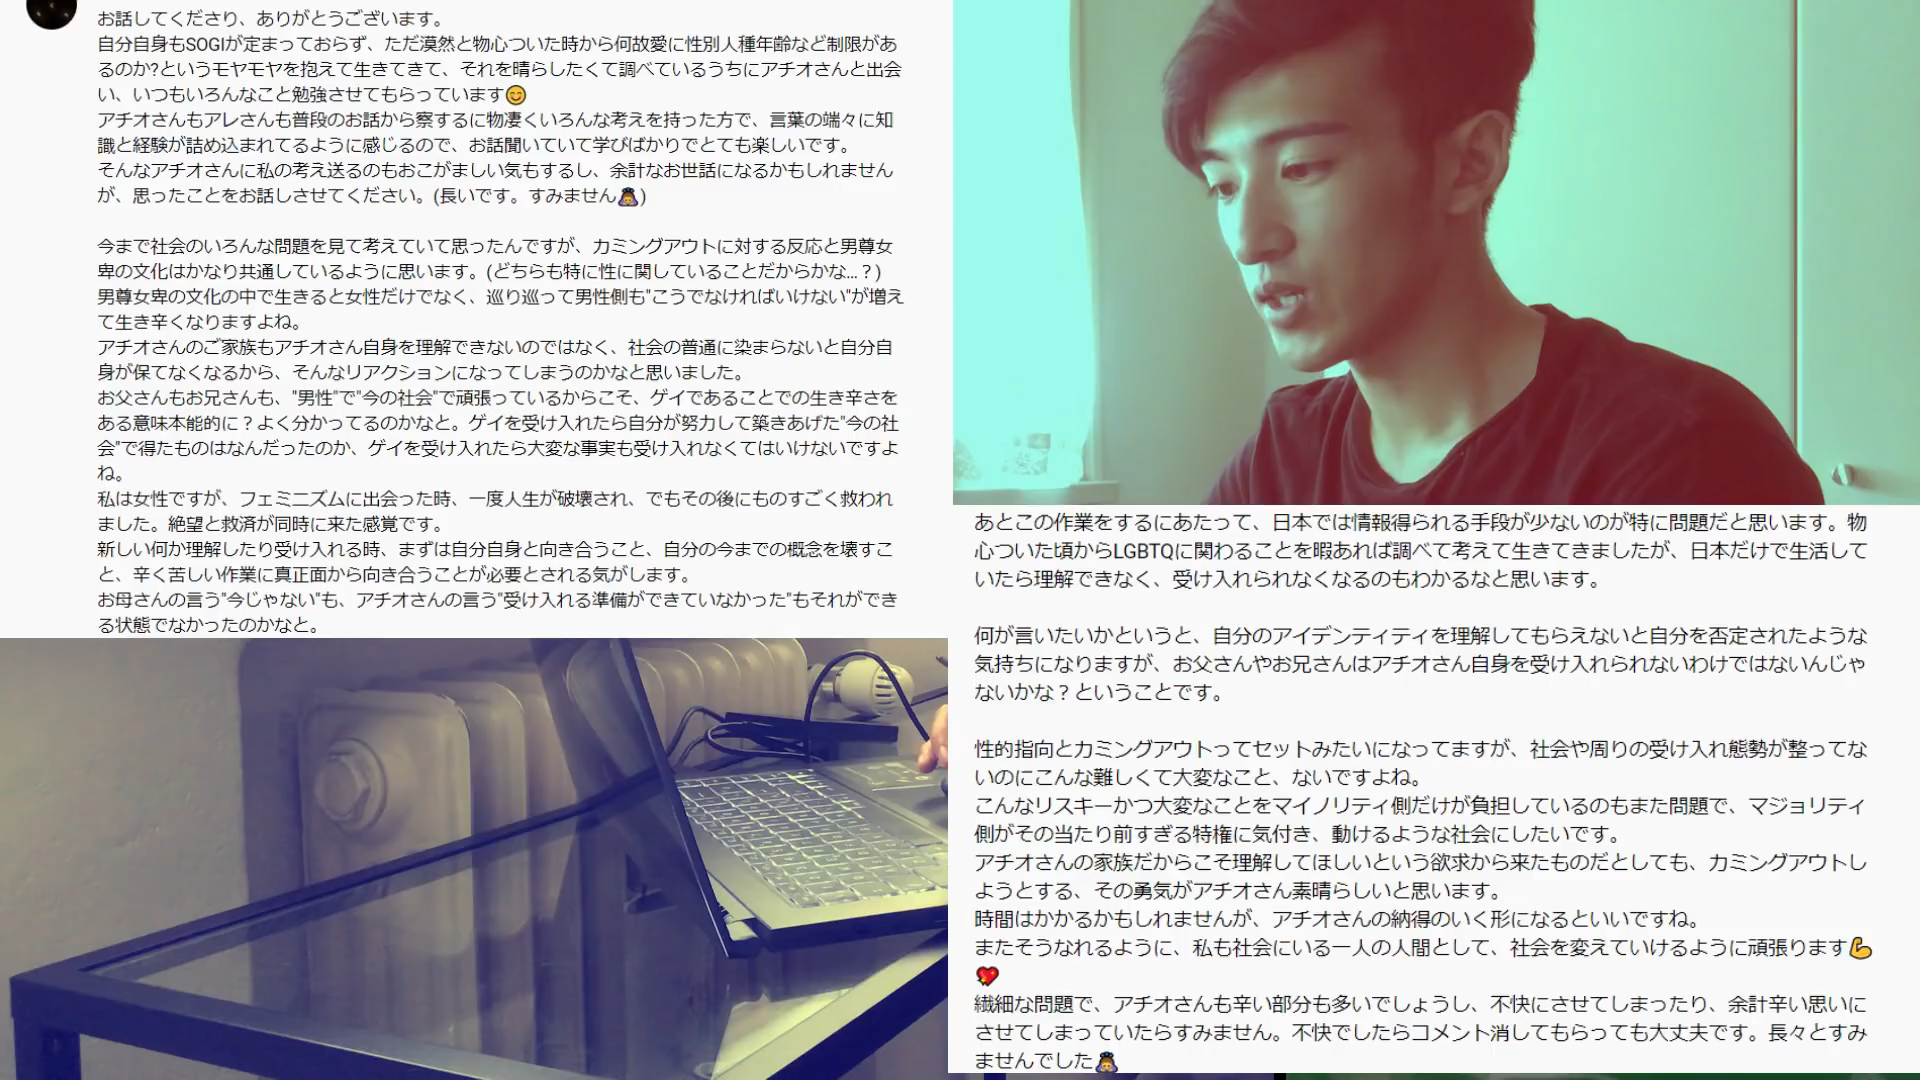 お話してくださり、ありがとうございます。
自分自身もSOGIが定まっておらず、ただ漠然と物心ついた時から何故愛に性別人種年齢など制限があ
るのか?というモヤモヤを抱えて生きてきて、それを晴らしたくて調べているうちにアチオさんと出会
い、いつもいろんなこと勉強させてもらっています😊
アチオさんもアレさんも普段のお話から察するに物凄くいろんな考えを持った方で、言葉の端々に知
識と経験が詰め込まれてるように感じるので、お話聞いていて学びばかりでとても楽しいです。
そんなアチオさんに私の考え送るのもおこがましい気もするし、余計なお世話になるかもしれません
が、思ったことをお話しさせてください。(長いです。すみません🙇‍♀️)
今まで社会のいろんな問題を見て考えていて思ったんですが、カミングアウトに対する反応と男尊女
卑の文化はかなり共通しているように思います。(どちらも特に性に関していることだからかな...？)
男尊女卑の文化の中で生きると女性だけでなく、巡り巡って男性側も"こうでなければいけない"が増え
て生き辛くなりますよね。
アチオさんのご家族もアチオさん自身を理解できないのではなく、社会の普通に染まらないと自分自
身が保てなくなるから、そんなリアクションになってしまうのかなと思いました。
お父さんもお兄さんも、"男性"で"今の社会"で頑張っているからこそ、ゲイであることでの生き辛さを
ある意味本能的に？よく分かってるのかなと。ゲイを受け入れたら自分が努力して築きあげた"今の社
会"で得たものはなんだったのか、ゲイを受け入れたら大変な事実も受け入れなくてはいけないですよ
ね。
私は女性ですが、フェミニズムに出会った時、一度人生が破壊され、でもその後にものすごく救われ
ました。絶望と救済が同時に来た感覚です。
新しい何か理解したり受け入れる時、まずは自分自身と向き合うこと、自分の今までの概念を壊すこ
と、辛く苦しい作業に真正面から向き合うことが必要とされる気がします。
お母さんの言う"今じゃない"も、アチオさんの言う"受け入れる準備ができていなかった"もそれができ
る状態でなかったのかなと。
あとこの作業をするにあたって、日本では情報得られる手段が少ないのが特に問題だと思います。物
心ついた頃からLGBTQに関わることを暇あれば調べて考えて生きてきましたが、日本だけで生活して
いたら理解できなく、受け入れられなくなるのもわかるなと思います。
何が言いたいかというと、自分のアイデンティティを理解してもらえないと自分を否定されたような
気持ちになりますが、お父さんやお兄さんはアチオさん自身を受け入れられないわけではないんじゃ
ないかな？ということです。
性的指向とカミングアウトってセットみたいになってますが、社会や周りの受け入れ態勢が整ってな
いのにこんな難しくて大変なこと、ないですよね。
こんなリスキーかつ大変なことをマイノリティ側だけが負担しているのもまた問題で、マジョリティ
側がその当たり前すぎる特権に気付き、動けるような社会にしたいです。
アチオさんの家族だからこそ理解してほしいという欲求から来たものだとしても、カミングアウトし
ようとする、その勇気がアチオさん素晴らしいと思います。
時間はかかるかもしれませんが、アチオさんの納得のいく形になるといいですね。
またそうなれるように、私も社会にいる一人の人間として、社会を変えていけるように頑張ります💪
💖
繊細な問題で、アチオさんも辛い部分も多いでしょうし、不快にさせてしまったり、余計辛い思いに
させてしまっていたらすみません。不快でしたらコメント消してもらっても大丈夫です。長々とすみ
ませんでした🙇‍♀️